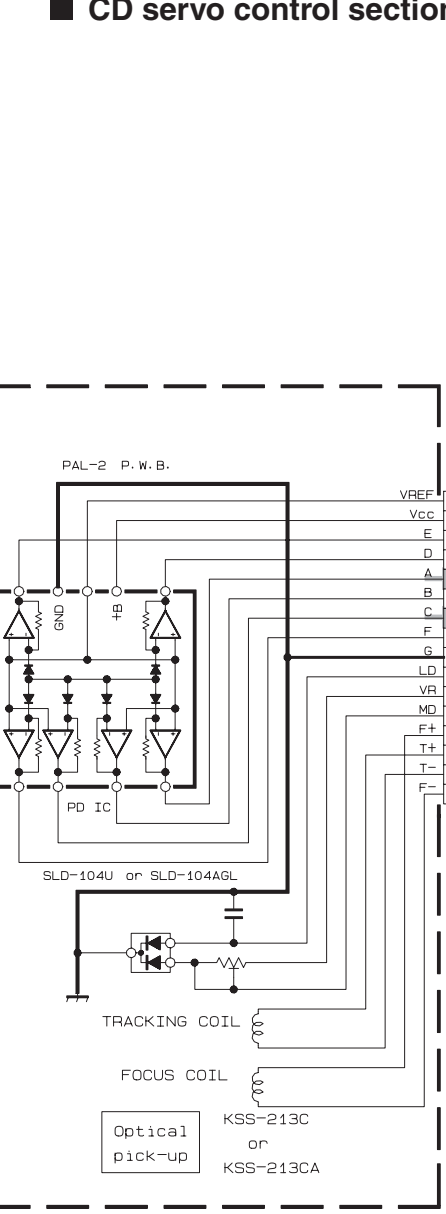 CD servo control section
PAL-2 P.W.B.
VREF
Vcc
E
D
A
B
C
F
G
LD
VR
MD
F+
T+
T-
F-
GND
+B
PD IC
SLD-104U or SLD-104AGL
TRACKING COIL
FOCUS COIL
Optical
pick-up
KSS-213C
or
KSS-213CA